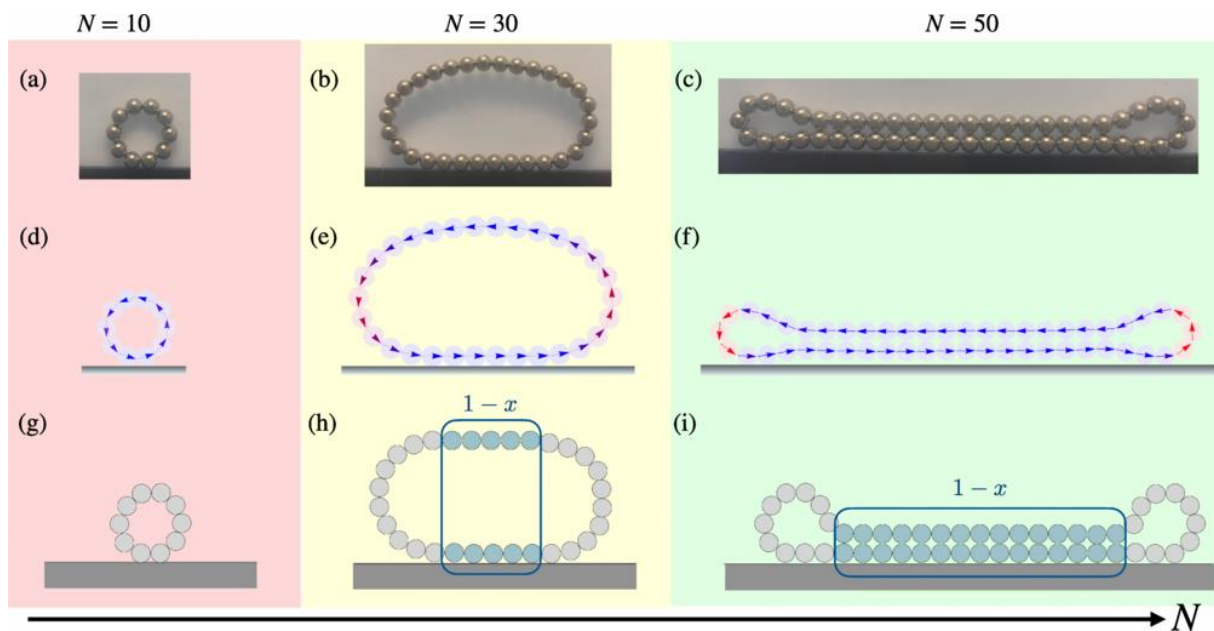 N = 10 N = 30 N = 50
(a) (b) (c)
(d) (e) (f)
1 − x
(g) (h) (i)
1 − x
N